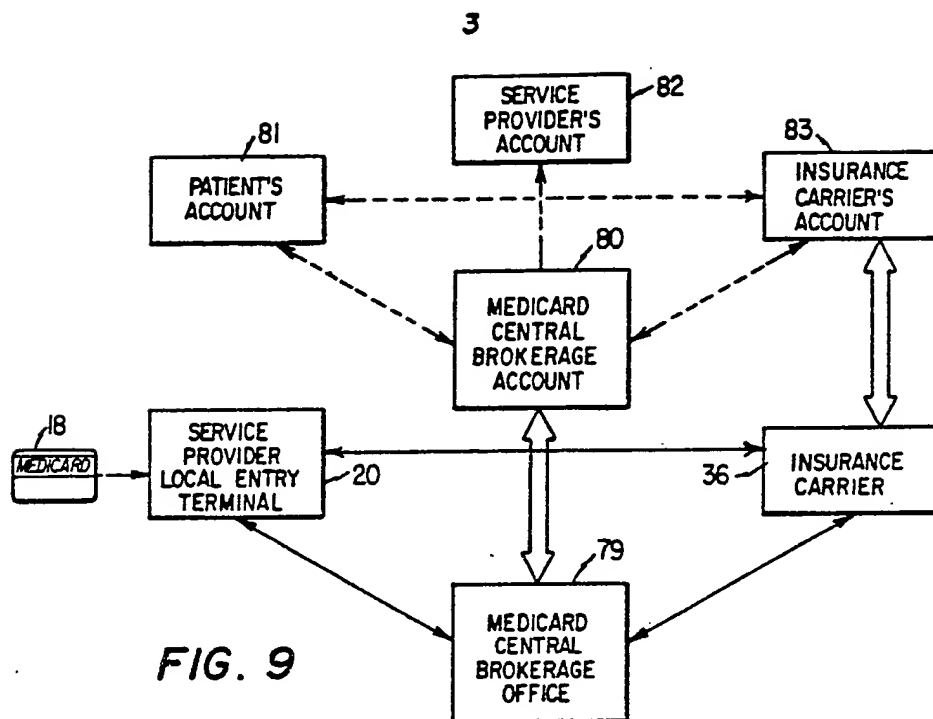 3
SERVICE
PROVIDER'S
ACCOUNT
82
81
PATIENT'S
ACCOUNT
83
INSURANCE
CARRIER'S
ACCOUNT
80
MEDICARD
CENTRAL
BROKERAGE
ACCOUNT
18
MEDICARD
SERVICE
PROVIDER
LOCAL ENTRY
TERMINAL
20
36
INSURANCE
CARRIER
79
MEDICARD
CENTRAL
BROKERAGE
OFFICE
FIG. 9